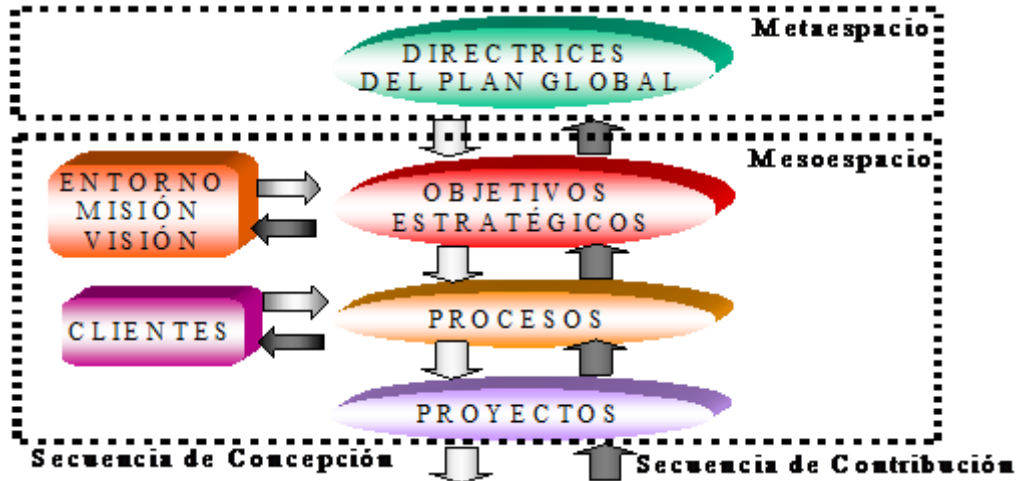 Metaespacio
DIRECTRICES
DEL PLAN GLOBAL
Mesoespacio
ENTORNO
MISIÓN
VISIÓN
OBJETIVOS
ESTRATÉGICOS
CLIENTES
PROCESOS
PROYECTOS
Secuencia de Concepción
Secuencia de Contribución